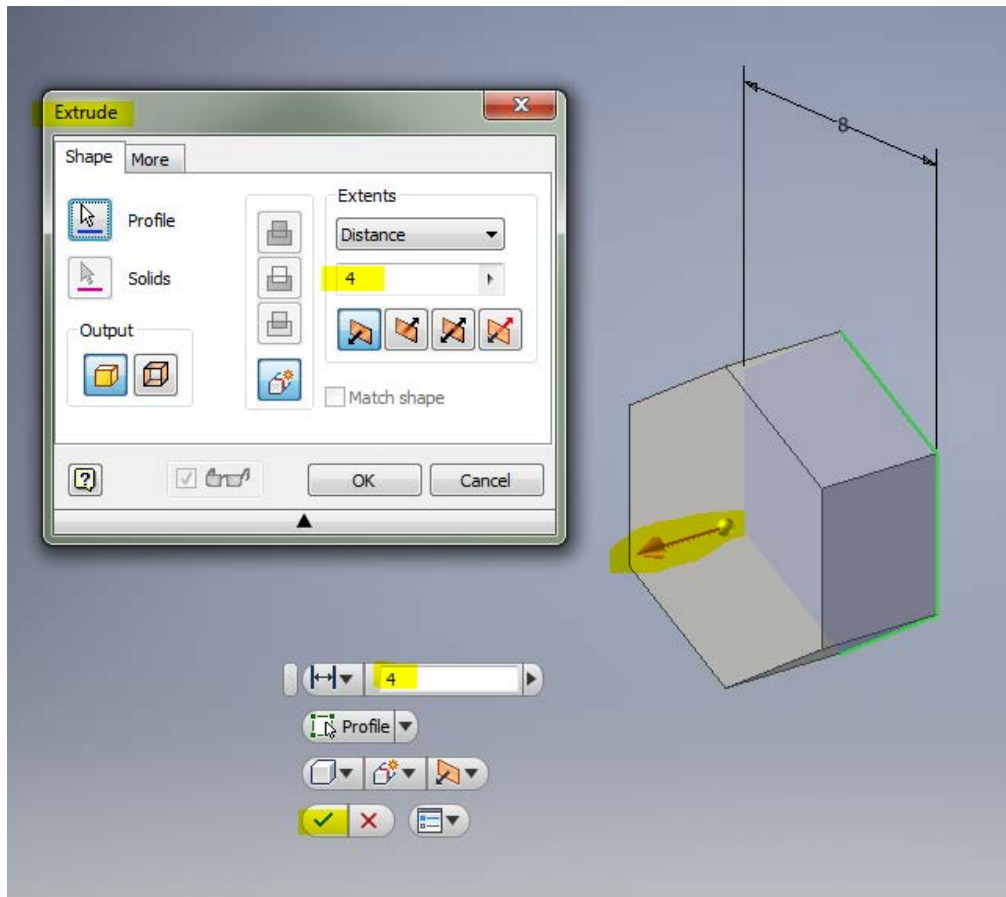 Extrude
Shape More
Profile
Solids
Output
Extents
Distance
4
Match shape
OK Cancel
8
4
Profile